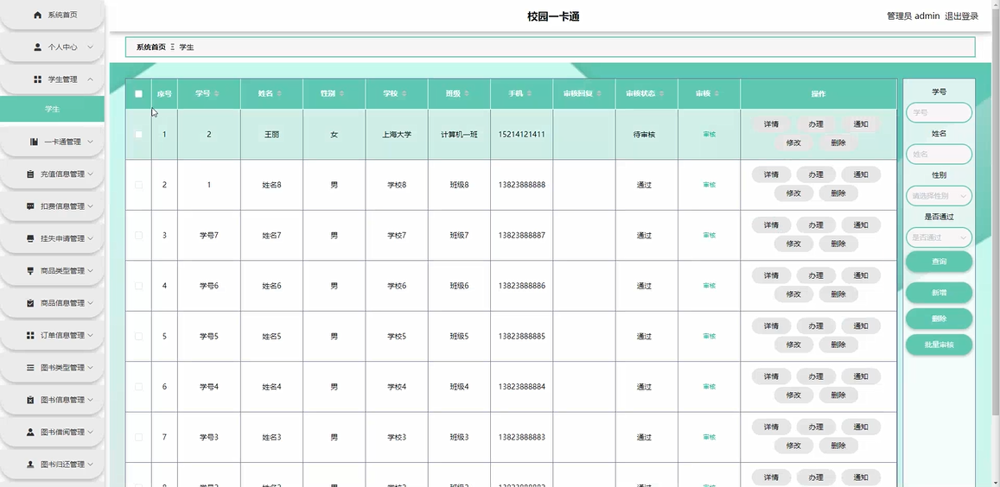 校园一卡通
管理员 admin 退出登录
系统首页
个人中心
学生管理
学生
一卡通管理
充值信息管理
扣费信息管理
挂失申请管理
商品类型管理
商品信息管理
订单信息管理
图书类型管理
图书信息管理
图书借阅管理
图书归还管理
系统首页 Ξ 学生
序号 学号 姓名 性别 学校 班级 手机 审核回复 审核状态 审核 操作
1 2 王丽 女 上海大学 计算机一班 15214121411 待审核 审核 详情 办理 通知
修改 删除
2 1 姓名8 男 学校8 班级8 13823888888 通过 审核 详情 办理 通知
修改 删除
3 学号7 姓名7 男 学校7 班级7 13823888887 通过 审核 详情 办理 通知
修改 删除
4 学号6 姓名6 男 学校6 班级6 13823888886 通过 审核 详情 办理 通知
修改 删除
5 学号5 姓名5 男 学校5 班级5 13823888885 通过 审核 详情 办理 通知
修改 删除
6 学号4 姓名4 男 学校4 班级4 13823888884 通过 审核 详情 办理 通知
修改 删除
7 学号3 姓名3 男 学校3 班级3 13823888883 通过 审核 详情 办理 通知
修改 删除
详情 办理 通知
学号
学号
姓名
姓名
性别
请选择性别
是否通过
是否通过
查询
新增
删除
批量审核